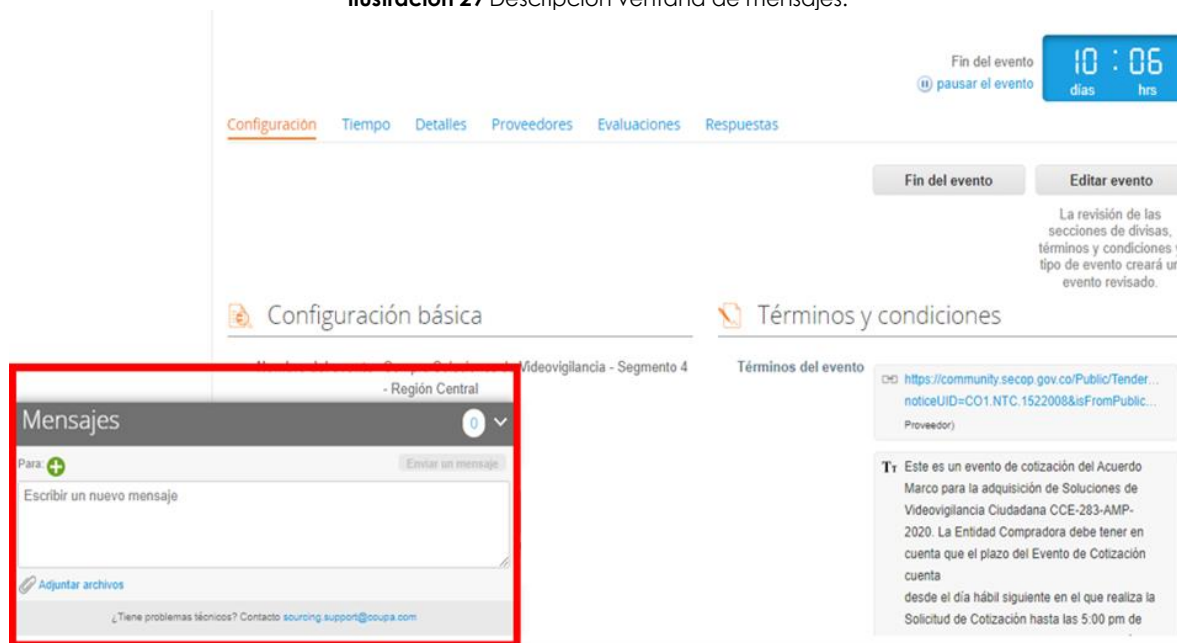 Ilustración 27 Descripción ventana de mensajes.
Fin del evento
pausar el evento
10 : 06
días hrs
Configuración Tiempo Detalles Proveedores Evaluaciones Respuestas
Fin del evento Editar evento
La revisión de las
secciones de divisas,
términos y condiciones y
tipo de evento creará un
evento revisado.
Configuración básica
Términos y condiciones
Videovigilancia - Segmento 4
- Región Central
Términos del evento
https://community.secop.gov.co/Public/Tender...
noticeUID=CO1.NTC.1522008&isFromPublic...
Proveedor)
Tт Este es un evento de cotización del Acuerdo
Marco para la adquisición de Soluciones de
Videovigilancia Ciudadana CCE-283-AMP-
2020. La Entidad Compradora debe tener en
cuenta que el plazo del Evento de Cotización
cuenta
desde el día hábil siguiente en el que realiza la
Solicitud de Cotización hasta las 5:00 pm de
Mensajes 0
Para: Enviar un mensaje
Escribir un nuevo mensaje
Adjuntar archivos
¿Tiene problemas técnicos? Contacto sourcing.support@coupa.com